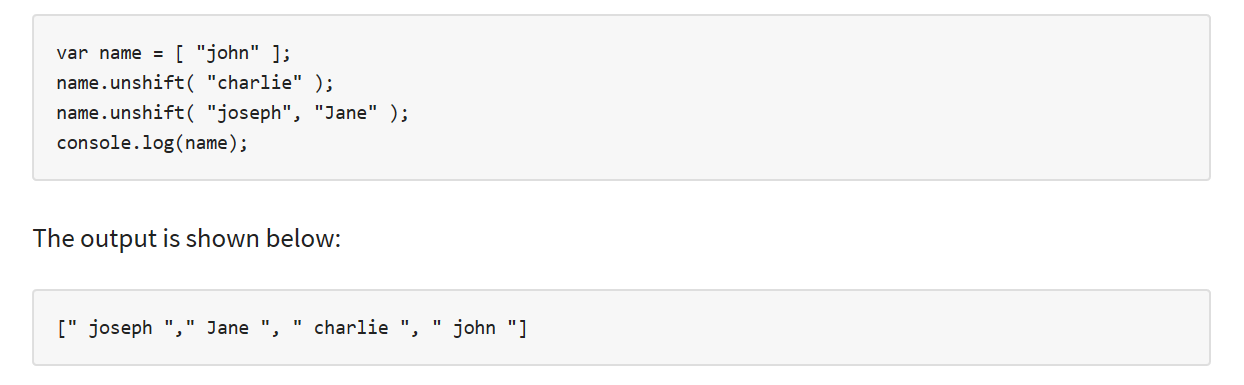 var name = [ "john" ];
name.unshift( "charlie" );
name.unshift( "joseph", "Jane" );
console.log(name);
The output is shown below:
[" joseph "," Jane ", " charlie ", " john "]